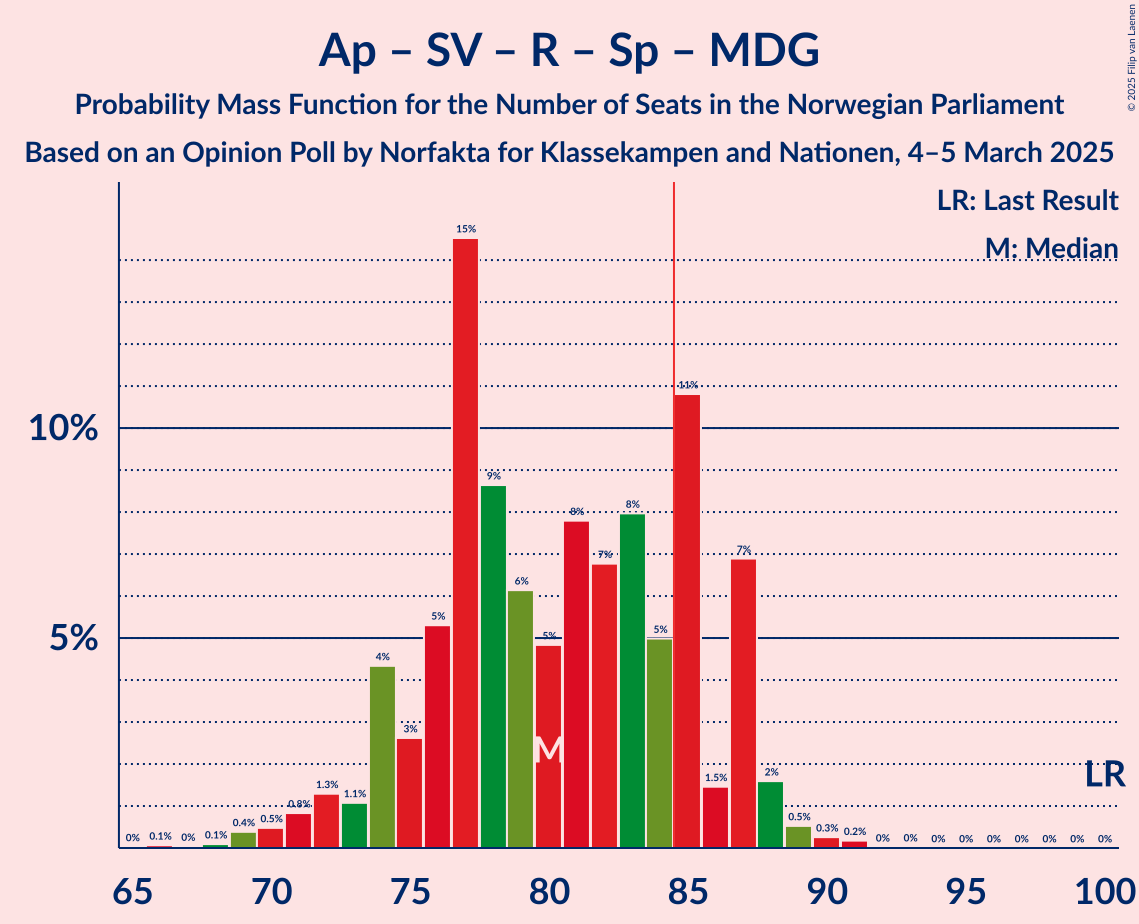 Ap – SV – R – Sp – MDG
Probability Mass Function for the Number of Seats in the Norwegian Parliament
Based on an Opinion Poll by Norfakta for Klassekampen and Nationen, 4–5 March 2025
© 2025 Filip van Laenen
LR: Last Result
M: Median
10%
5%
0% 0.1% 0% 0.1% 0.4% 0.5% 0.8% 1.3% 1.1% 4% 3% 5% 15% 9% 6% 5% 8% 7% 8% 5% 11% 1.5% 7% 2% 0.5% 0.3% 0.2% 0% 0% 0% 0% 0% 0% 0% 0% 0%
M
LR
65 70 75 80 85 90 95 100